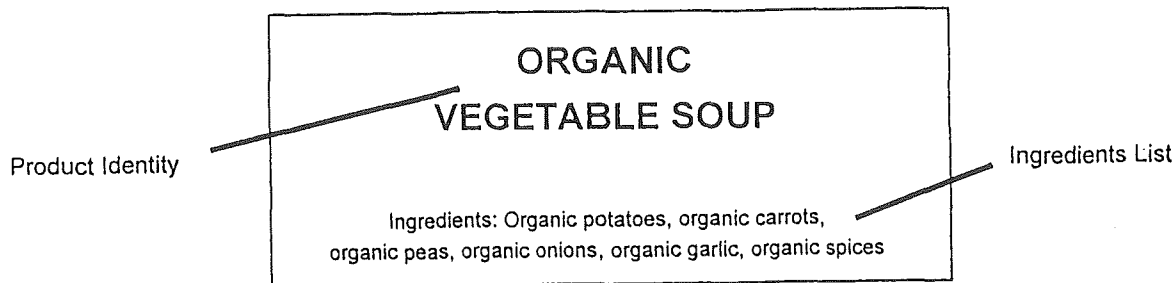 ORGANIC
VEGETABLE SOUP
Product Identity
Ingredients List
Ingredients: Organic potatoes, organic carrots,
organic peas, organic onions, organic garlic, organic spices